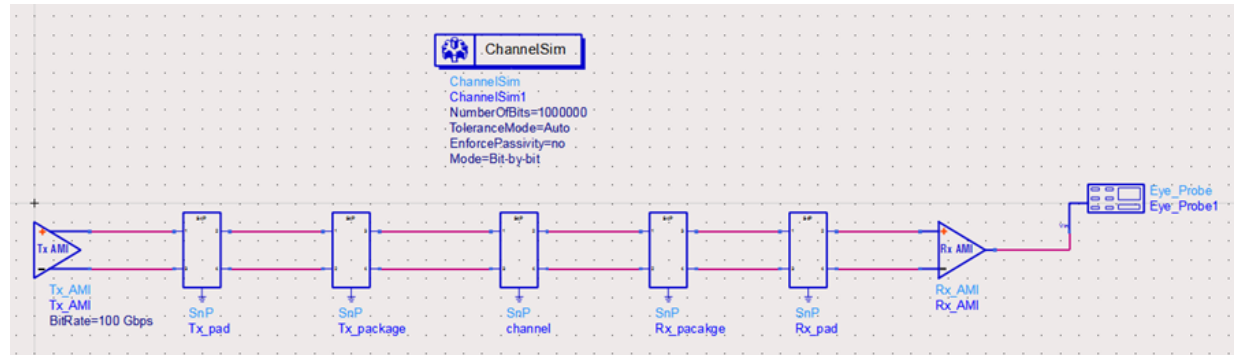 ChannelSim
ChannelSim
ChannelSim1
NumberOfBits=1000000
ToleranceMode=Auto
EnforcePassivity=no
Mode=Bit-by-bit
Eye_Probe
Eye_Probe1
Tx AMI
Rx AMI
Tx_AMI
Tx_AMI
BitRate=100 Gbps
SnP
Tx_pad
SnP
Tx_package
SnP
channel
SnP
Rx_pacakge
SnP
Rx_pad
Rx_AMI
Rx_AMI